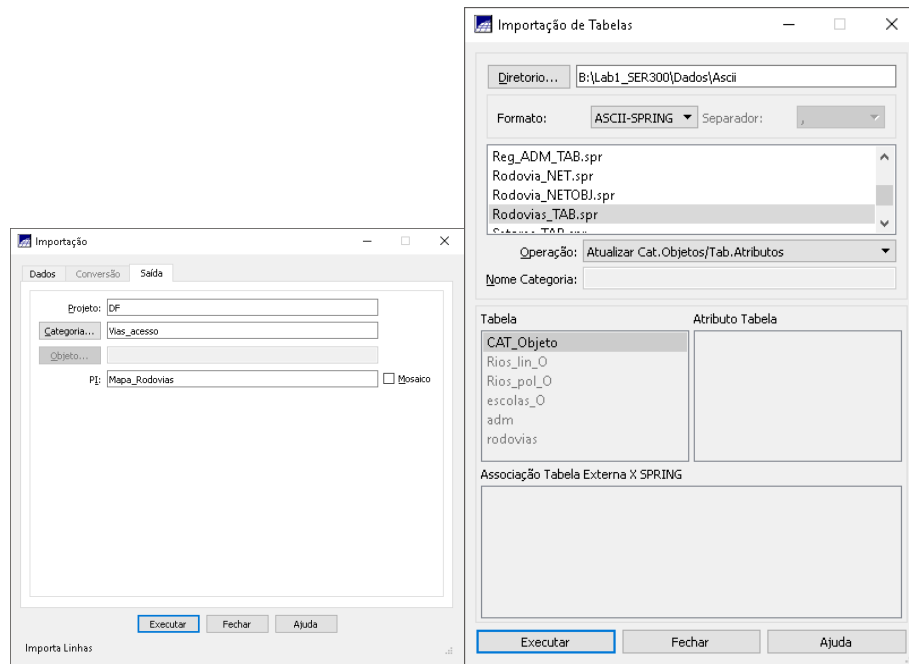 Importação
Dados Conversão Saída
Projeto: DF
Categoria... Vias_acesso
Objeto...
PI: Mapa_Rodovias Mosaico
Executar Fechar Ajuda
Importa Linhas
Importação de Tabelas
Diretorio... B:\Lab1_SER300\Dados\Ascii
Formato: ASCII-SPRING Separador: ,
Reg_ADM_TAB.spr
Rodovia_NET.spr
Rodovia_NETOBJ.spr
Rodovias_TAB.spr
Operação: Atualizar Cat.Objetos/Tab.Atributos
Nome Categoria:
Tabela Atributo Tabela
CAT_Objeto
Rios_lin_O
Rios_pol_O
escolas_O
adm
rodovias
Associação Tabela Externa X SPRING
Executar Fechar Ajuda